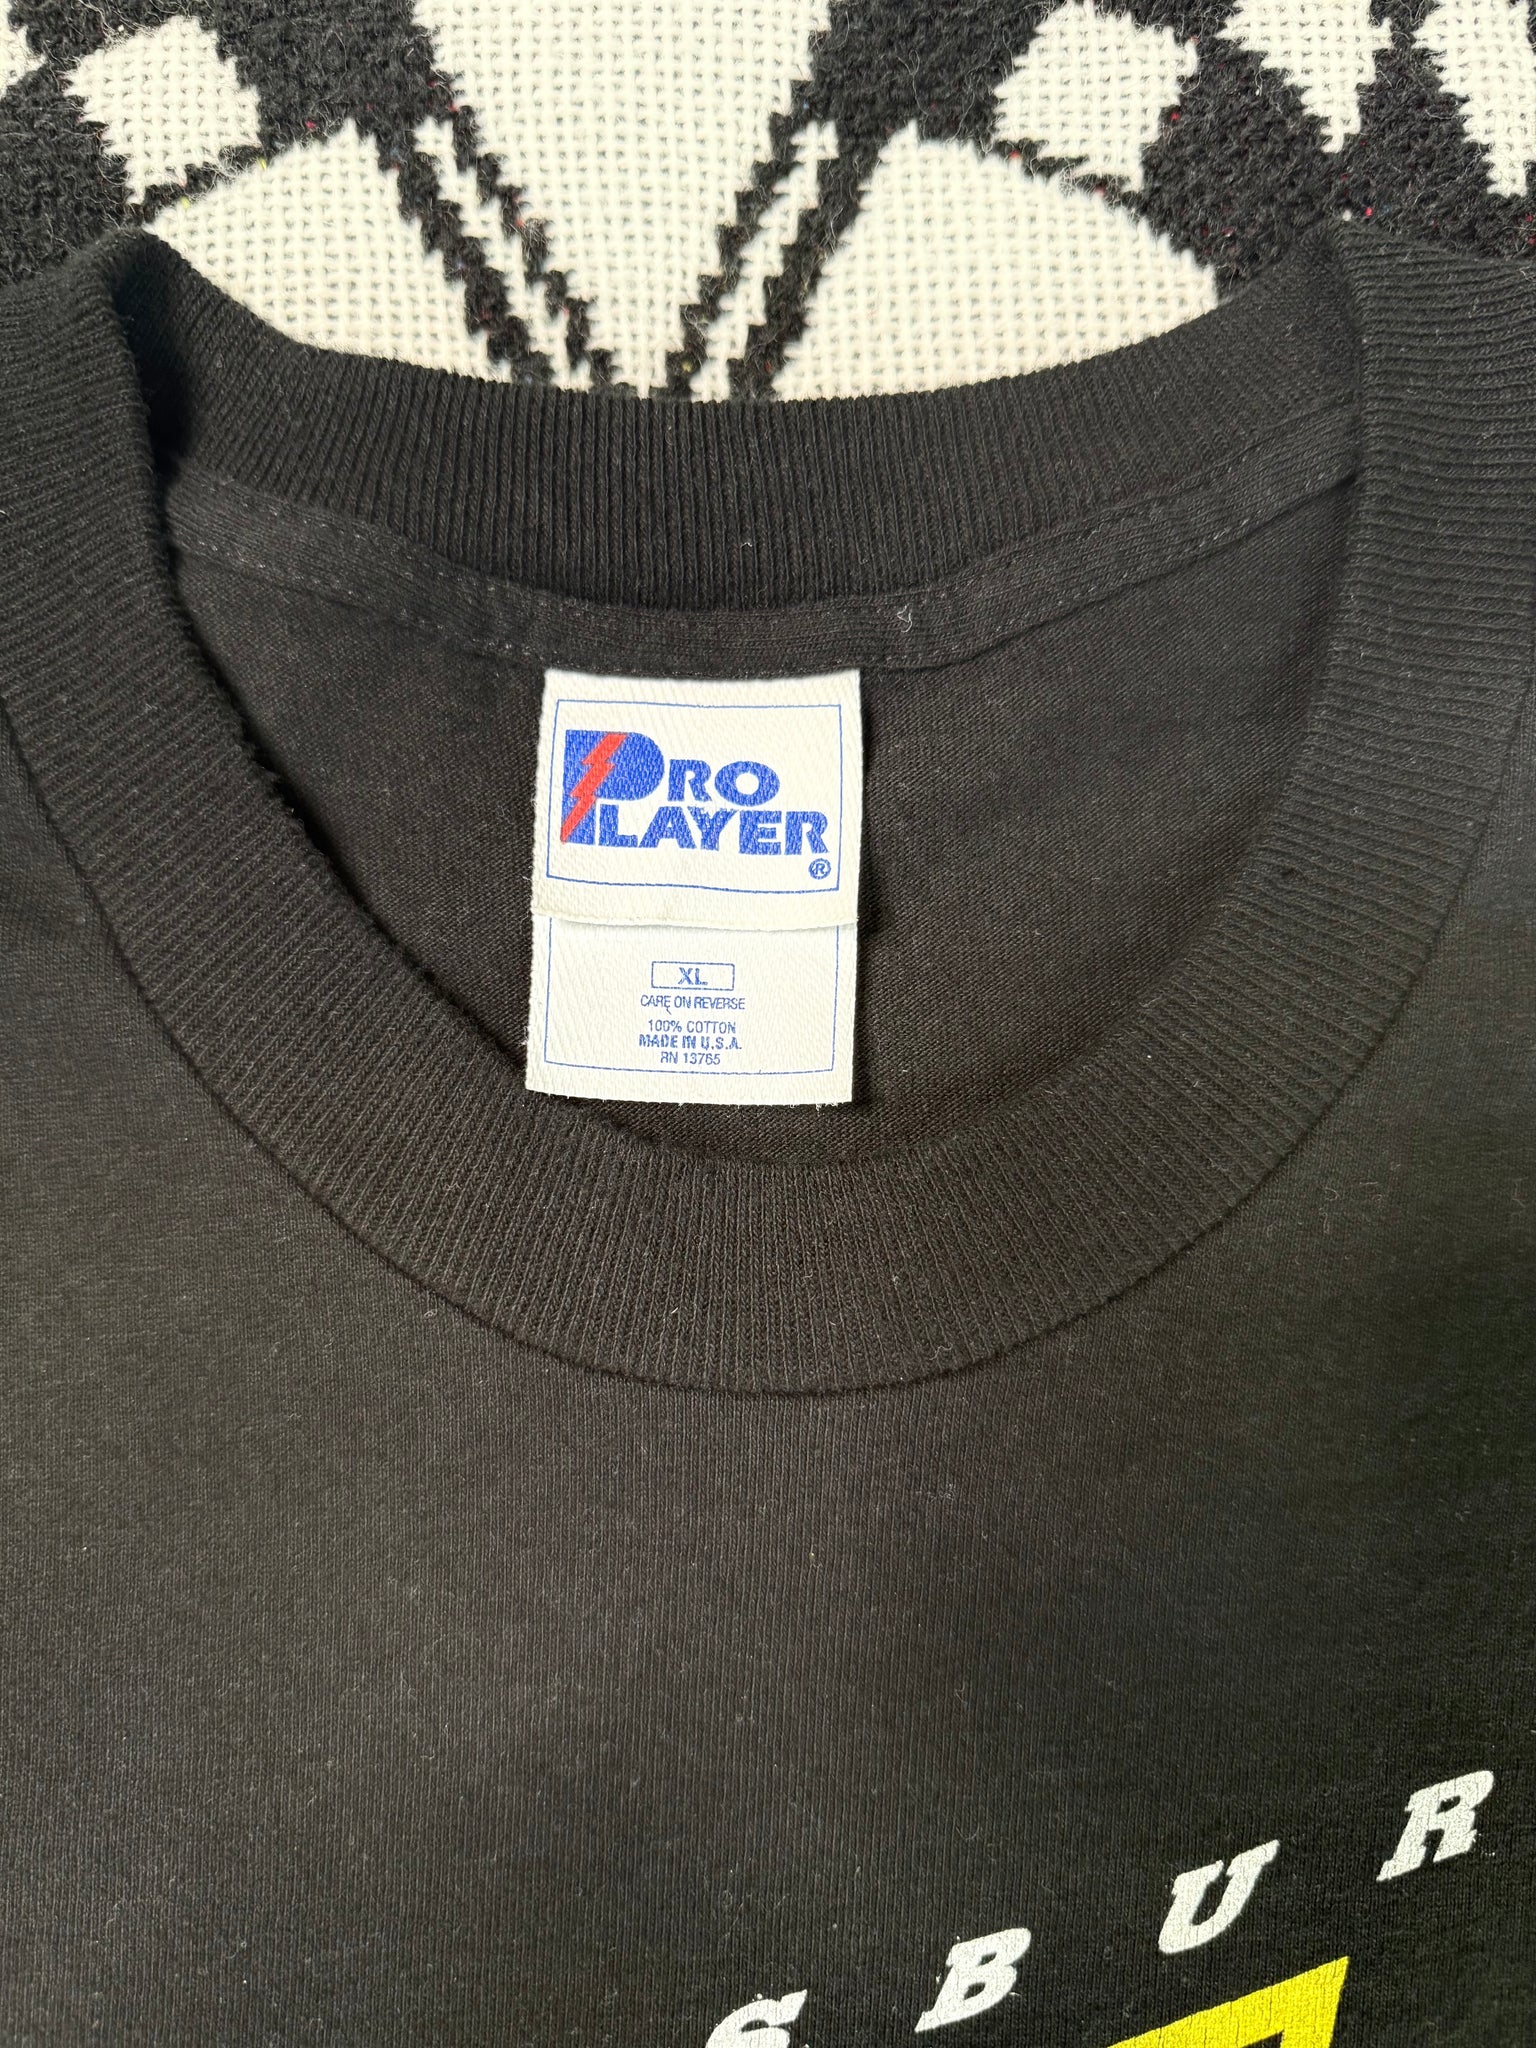 PRO
PLAYER
®
XL
CARE ON REVERSE
100% COTTON
MADE IN U.S.A.
RN 13765
SBUR